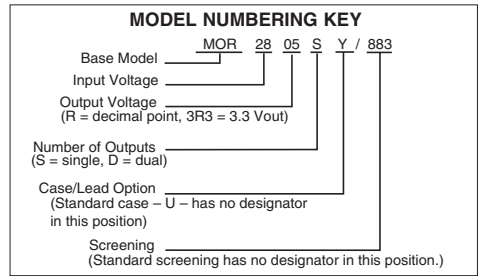 MODEL NUMBERING KEY
MOR 28 05 S Y / 883
Base Model
Input Voltage
Output Voltage
(R = decimal point, 3R3 = 3.3 Vout)
Number of Outputs
(S = single, D = dual)
Case/Lead Option
(Standard case – U – has no designator
in this position)
Screening
(Standard screening has no designator in this position.)